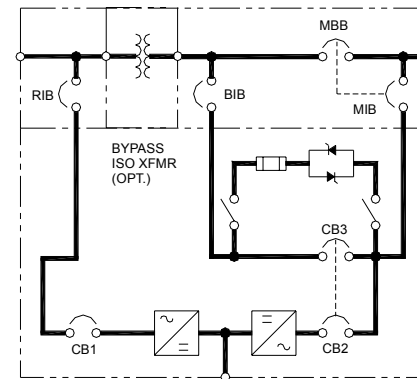 MBB
RIB
BIB
MIB
BYPASS
ISO XFMR
(OPT.)
CB3
CB1
CB2